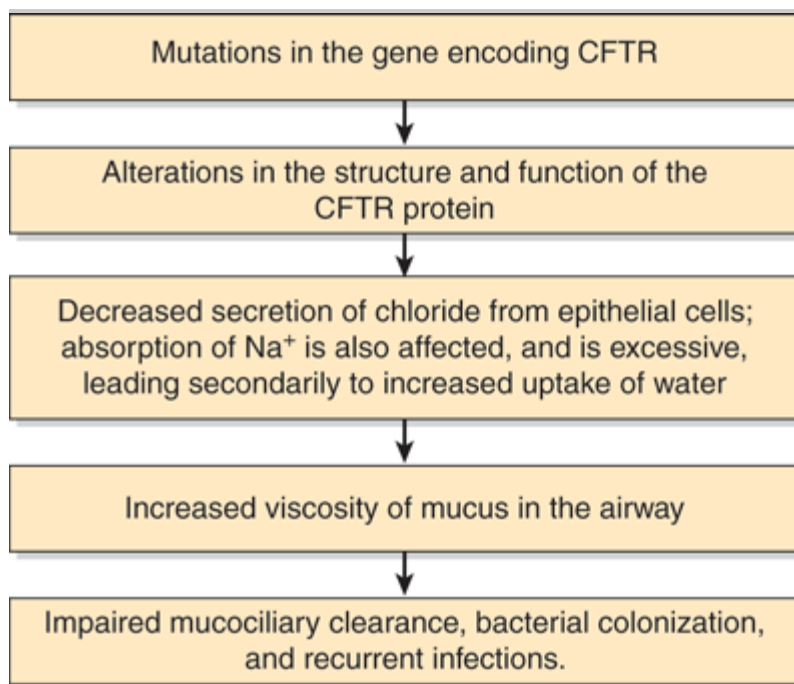 Mutations in the gene encoding CFTR
Alterations in the structure and function of the
CFTR protein
Decreased secretion of chloride from epithelial cells;
absorption of Na⁺ is also affected, and is excessive,
leading secondarily to increased uptake of water
Increased viscosity of mucus in the airway
Impaired mucociliary clearance, bacterial colonization,
and recurrent infections.